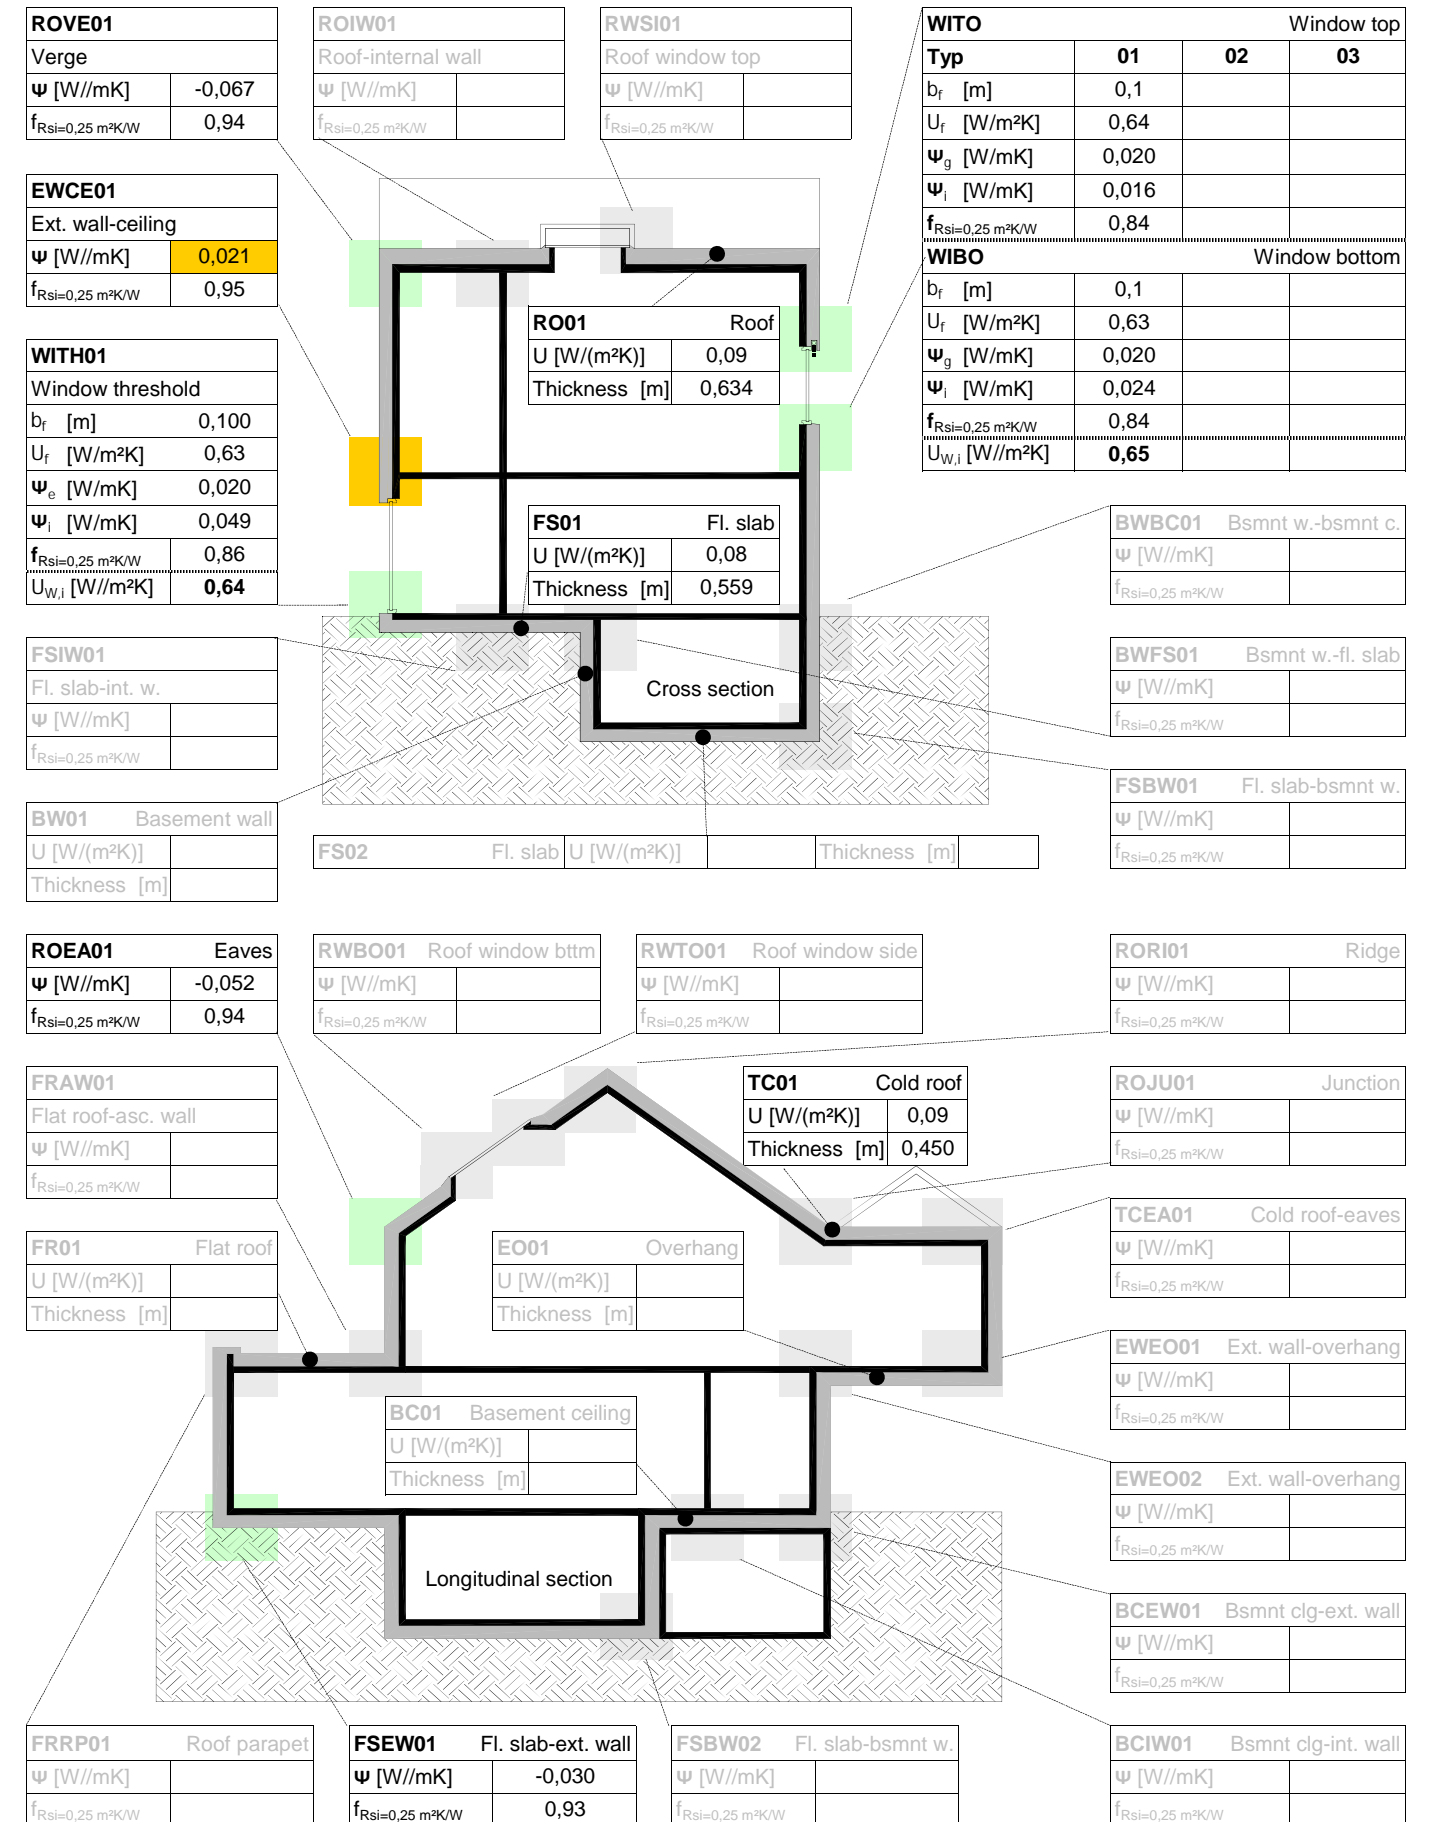 ROVE01
Verge
Ψ [W//mK] -0,067
fRsi=0,25 m²K/W 0,94
ROIW01
Roof-internal wall
Ψ [W//mK]
fRsi=0,25 m²K/W
RWSI01
Roof window top
Ψ [W//mK]
fRsi=0,25 m²K/W
WITO Window top
Typ 01 02 03
bf [m] 0,1
Uf [W/m²K] 0,64
Ψg [W/mK] 0,020
Ψi [W/mK] 0,016
fRsi=0,25 m²K/W 0,84
WIBO Window bottom
bf [m] 0,1
Uf [W/m²K] 0,63
Ψg [W/mK] 0,020
Ψi [W/mK] 0,024
fRsi=0,25 m²K/W 0,84
UW,i [W//m²K] 0,65
EWCE01
Ext. wall-ceiling
Ψ [W//mK] 0,021
fRsi=0,25 m²K/W 0,95
WITH01
Window threshold
bf [m] 0,100
Uf [W/m²K] 0,63
Ψe [W/mK] 0,020
Ψi [W/mK] 0,049
fRsi=0,25 m²K/W 0,86
UW,i [W//m²K] 0,64
RO01 Roof
U [W/(m²K)] 0,09
Thickness [m] 0,634
FS01 Fl. slab
U [W/(m²K)] 0,08
Thickness [m] 0,559
BWBC01 Bsmnt w.-bsmnt c.
Ψ [W//mK]
fRsi=0,25 m²K/W
FSIW01
Fl. slab-int. w.
Ψ [W//mK]
fRsi=0,25 m²K/W
Cross section
BWFS01 Bsmnt w.-fl. slab
Ψ [W//mK]
fRsi=0,25 m²K/W
FSBW01 Fl. slab-bsmnt w.
Ψ [W//mK]
fRsi=0,25 m²K/W
BW01 Basement wall
U [W/(m²K)]
Thickness [m]
FS02 Fl. slab U [W/(m²K)] Thickness [m]
ROEA01 Eaves
Ψ [W//mK] -0,052
fRsi=0,25 m²K/W 0,94
RWBO01 Roof window bttm
Ψ [W//mK]
fRsi=0,25 m²K/W
RWTO01 Roof window side
Ψ [W//mK]
fRsi=0,25 m²K/W
RORI01 Ridge
Ψ [W//mK]
fRsi=0,25 m²K/W
FRAW01
Flat roof-asc. wall
Ψ [W//mK]
fRsi=0,25 m²K/W
TC01 Cold roof
U [W/(m²K)] 0,09
Thickness [m] 0,450
ROJU01 Junction
Ψ [W//mK]
fRsi=0,25 m²K/W
TCEA01 Cold roof-eaves
Ψ [W//mK]
fRsi=0,25 m²K/W
FR01 Flat roof
U [W/(m²K)]
Thickness [m]
EO01 Overhang
U [W/(m²K)]
Thickness [m]
EWEO01 Ext. wall-overhang
Ψ [W//mK]
fRsi=0,25 m²K/W
BC01 Basement ceiling
U [W/(m²K)]
Thickness [m]
EWEO02 Ext. wall-overhang
Ψ [W//mK]
fRsi=0,25 m²K/W
Longitudinal section
BCEW01 Bsmnt clg-ext. wall
Ψ [W//mK]
fRsi=0,25 m²K/W
FRRP01 Roof parapet
Ψ [W//mK]
fRsi=0,25 m²K/W
FSEW01 Fl. slab-ext. wall
Ψ [W//mK] -0,030
fRsi=0,25 m²K/W 0,93
FSBW02 Fl. slab-bsmnt w.
Ψ [W//mK]
fRsi=0,25 m²K/W
BCIW01 Bsmnt clg-int. wall
Ψ [W//mK]
fRsi=0,25 m²K/W